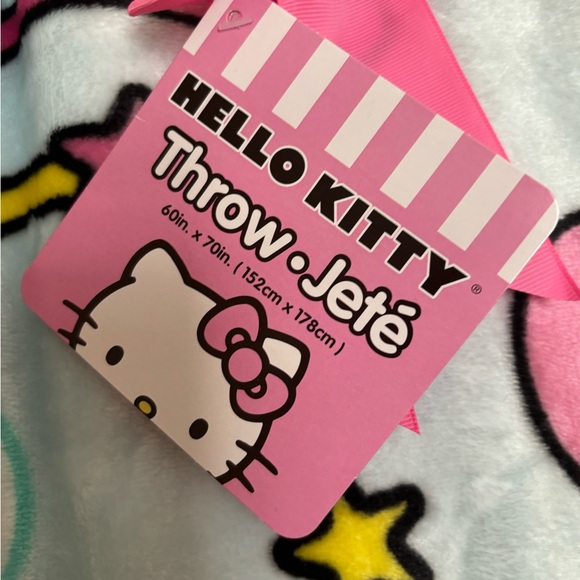 HELLO KITTY®
Throw • Jeté
60in. x 70in. ( 152cm x 178cm )